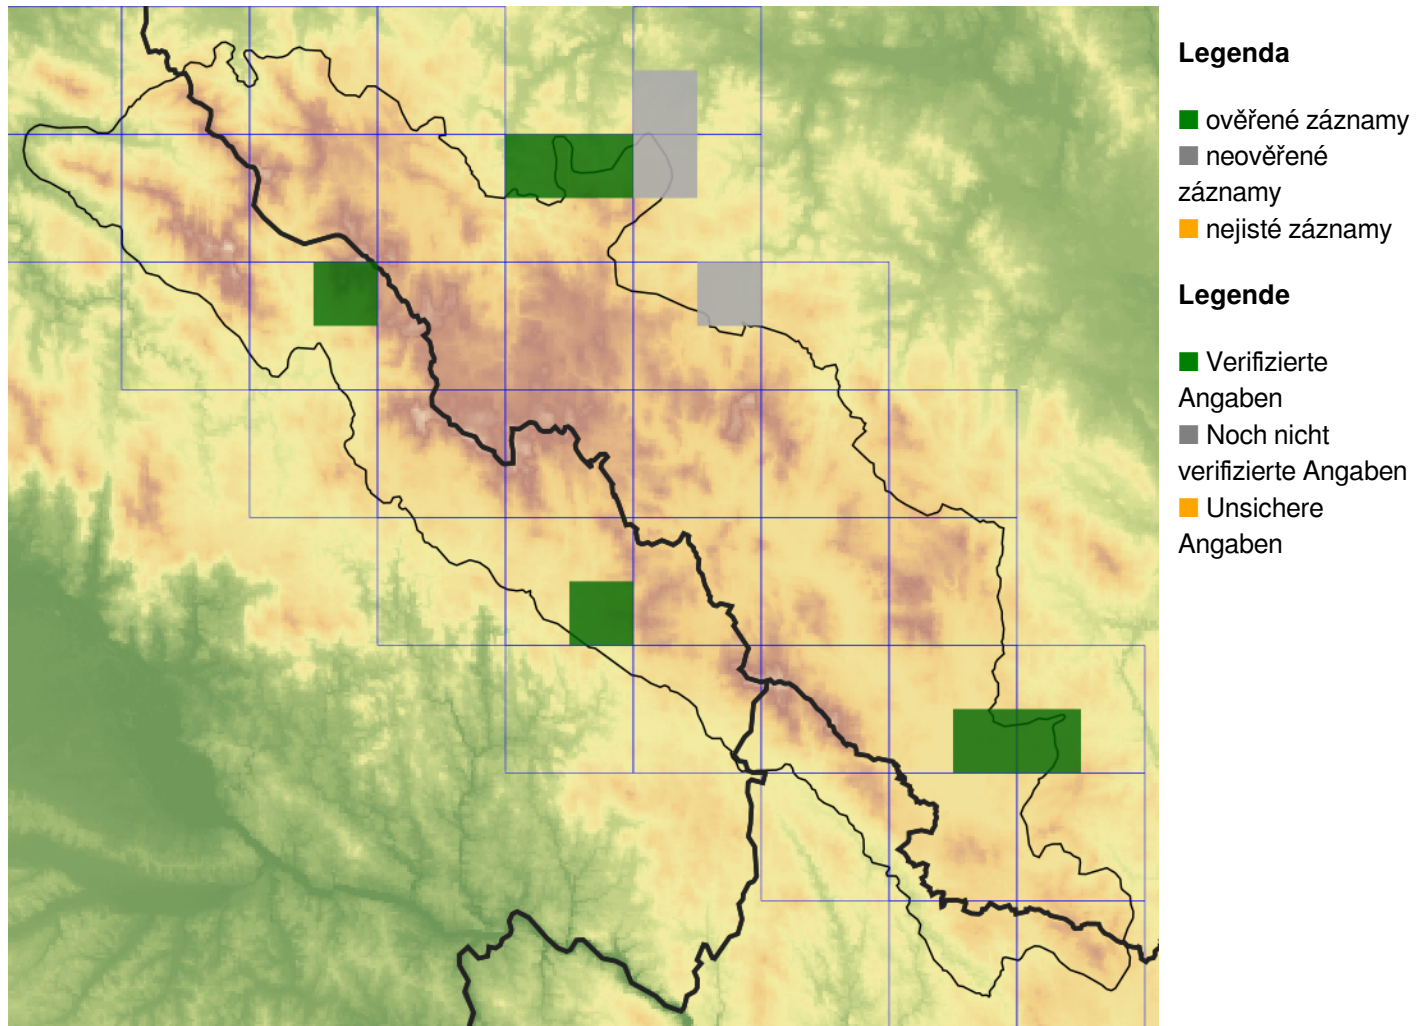 Legenda
ověřené záznamy
neověřené
záznamy
nejisté záznamy
Legende
Verifizierte
Angaben
Noch nicht
verifizierte Angaben
Unsichere
Angaben